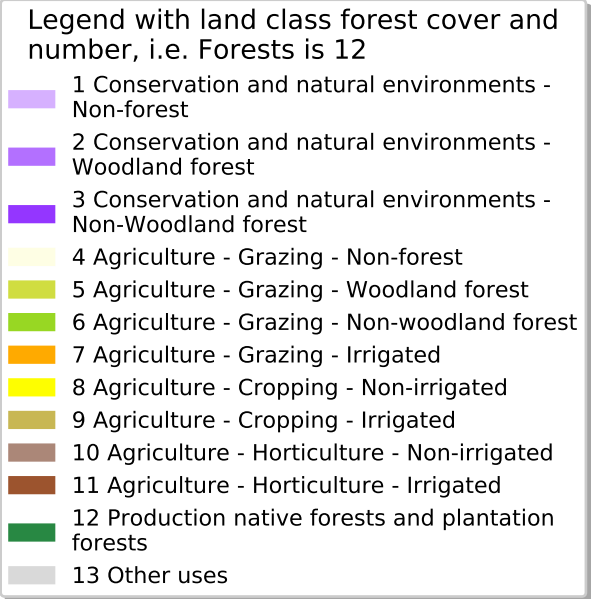 Legend with land class forest cover and
number, i.e. Forests is 12
1 Conservation and natural environments -
Non-forest
2 Conservation and natural environments -
Woodland forest
3 Conservation and natural environments -
Non-Woodland forest
4 Agriculture - Grazing - Non-forest
5 Agriculture - Grazing - Woodland forest
6 Agriculture - Grazing - Non-woodland forest
7 Agriculture - Grazing - Irrigated
8 Agriculture - Cropping - Non-irrigated
9 Agriculture - Cropping - Irrigated
10 Agriculture - Horticulture - Non-irrigated
11 Agriculture - Horticulture - Irrigated
12 Production native forests and plantation
forests
13 Other uses